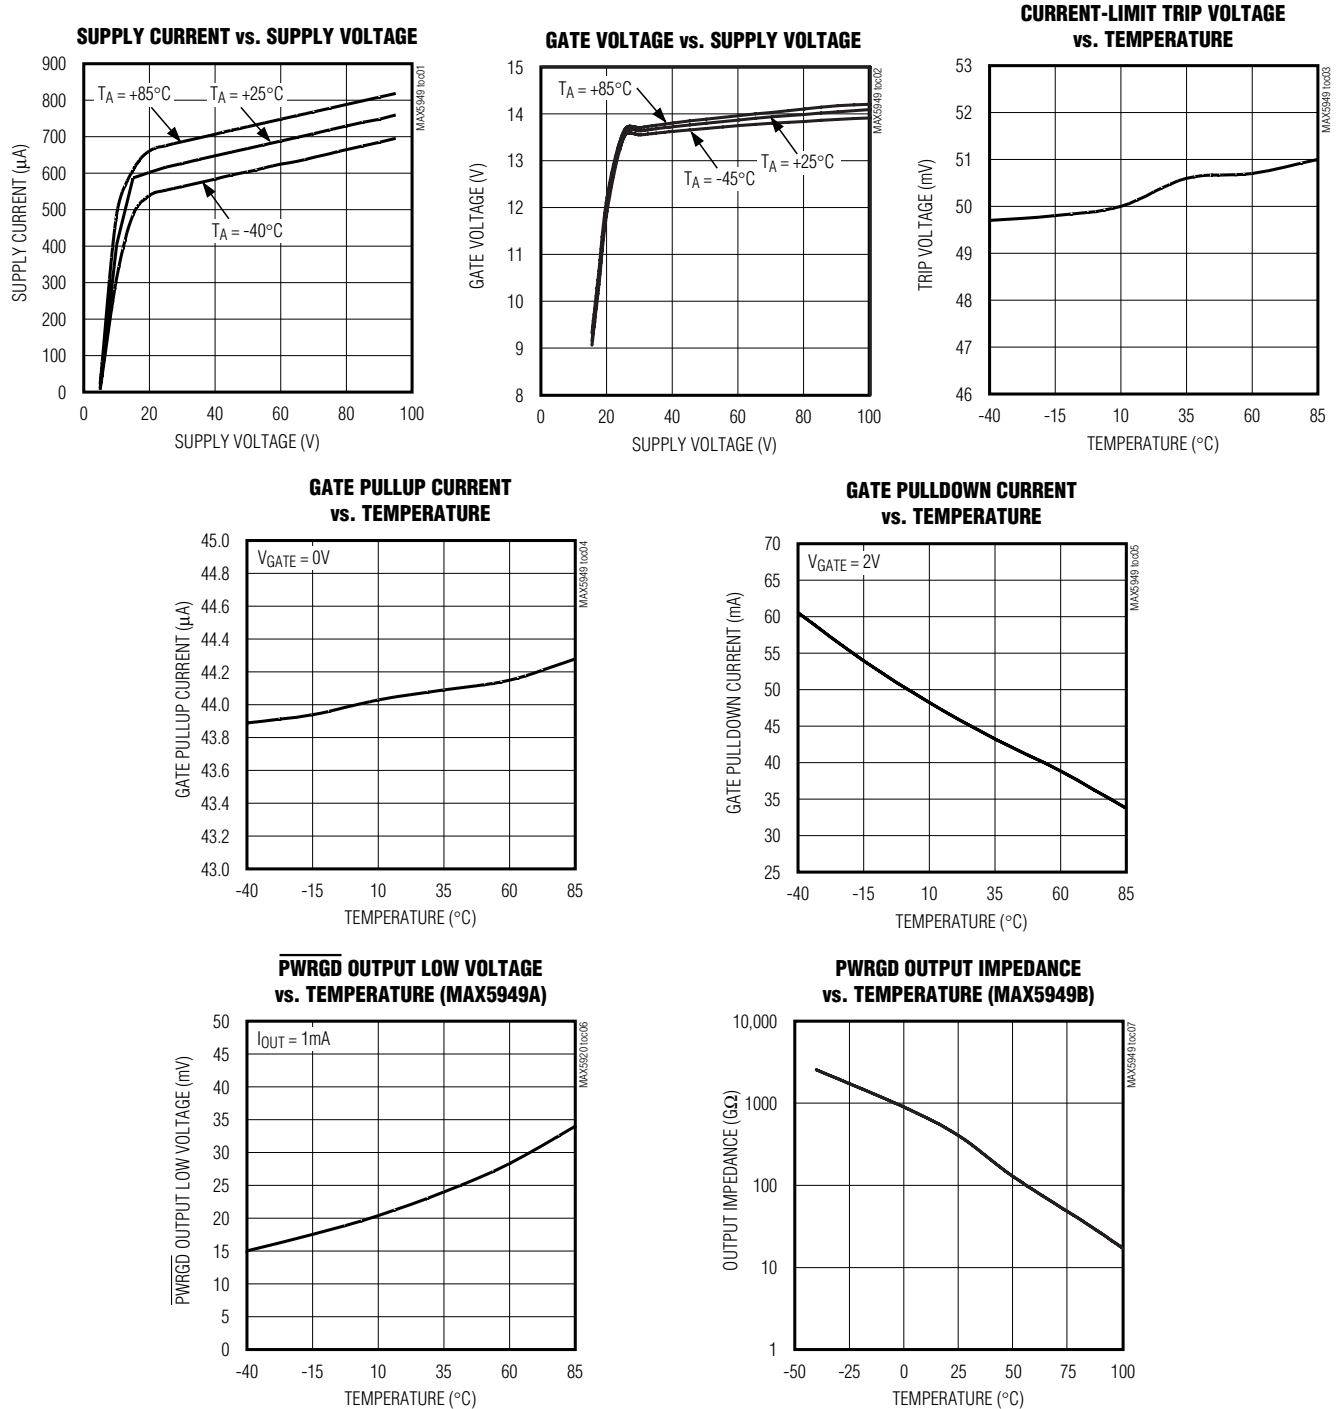 SUPPLY CURRENT vs. SUPPLY VOLTAGE
900
800
700
600
500
400
300
200
100
0
SUPPLY CURRENT (µA)
TA = +85°C
TA = +25°C
TA = -40°C
MAX5949 toc01
0 20 40 60 80 100
SUPPLY VOLTAGE (V)
GATE VOLTAGE vs. SUPPLY VOLTAGE
15
14
13
12
11
10
9
8
GATE VOLTAGE (V)
TA = +85°C
TA = +25°C
TA = -45°C
MAX5949 toc02
0 20 40 60 80 100
SUPPLY VOLTAGE (V)
CURRENT-LIMIT TRIP VOLTAGE
vs. TEMPERATURE
53
52
51
50
49
48
47
46
TRIP VOLTAGE (mV)
MAX5949 toc03
-40 -15 10 35 60 85
TEMPERATURE (°C)
GATE PULLUP CURRENT
vs. TEMPERATURE
45.0
44.8
44.6
44.4
44.2
44.0
43.8
43.6
43.4
43.2
43.0
GATE PULLUP CURRENT (µA)
VGATE = 0V
MAX5949 toc04
-40 -15 10 35 60 85
TEMPERATURE (°C)
GATE PULLDOWN CURRENT
vs. TEMPERATURE
70
65
60
55
50
45
40
35
30
25
GATE PULLDOWN CURRENT (mA)
VGATE = 2V
MAX5949 toc05
-40 -15 10 35 60 85
TEMPERATURE (°C)
PWRGD OUTPUT LOW VOLTAGE
vs. TEMPERATURE (MAX5949A)
50
45
40
35
30
25
20
15
10
5
0
PWRGD OUTPUT LOW VOLTAGE (mV)
IOUT = 1mA
MAX5920 toc06
-40 -15 10 35 60 85
TEMPERATURE (°C)
PWRGD OUTPUT IMPEDANCE
vs. TEMPERATURE (MAX5949B)
10,000
1000
100
10
1
OUTPUT IMPEDANCE (GΩ)
MAX5949 toc07
-50 -25 0 25 50 75 100
TEMPERATURE (°C)